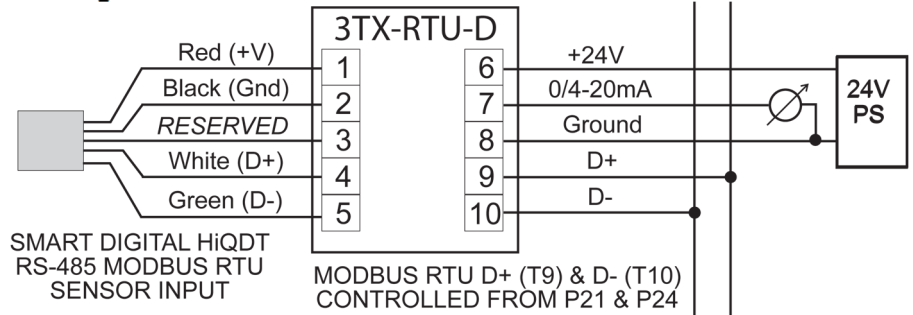 3TX-RTU-D
Red (+V)
1
Black (Gnd)
2
RESERVED
3
White (D+)
4
Green (D-)
5
6
+24V
7
0/4-20mA
8
Ground
9
D+
10
D-
24V
PS
SMART DIGITAL HiQDT
RS-485 MODBUS RTU
SENSOR INPUT
MODBUS RTU D+ (T9) & D- (T10)
CONTROLLED FROM P21 & P24